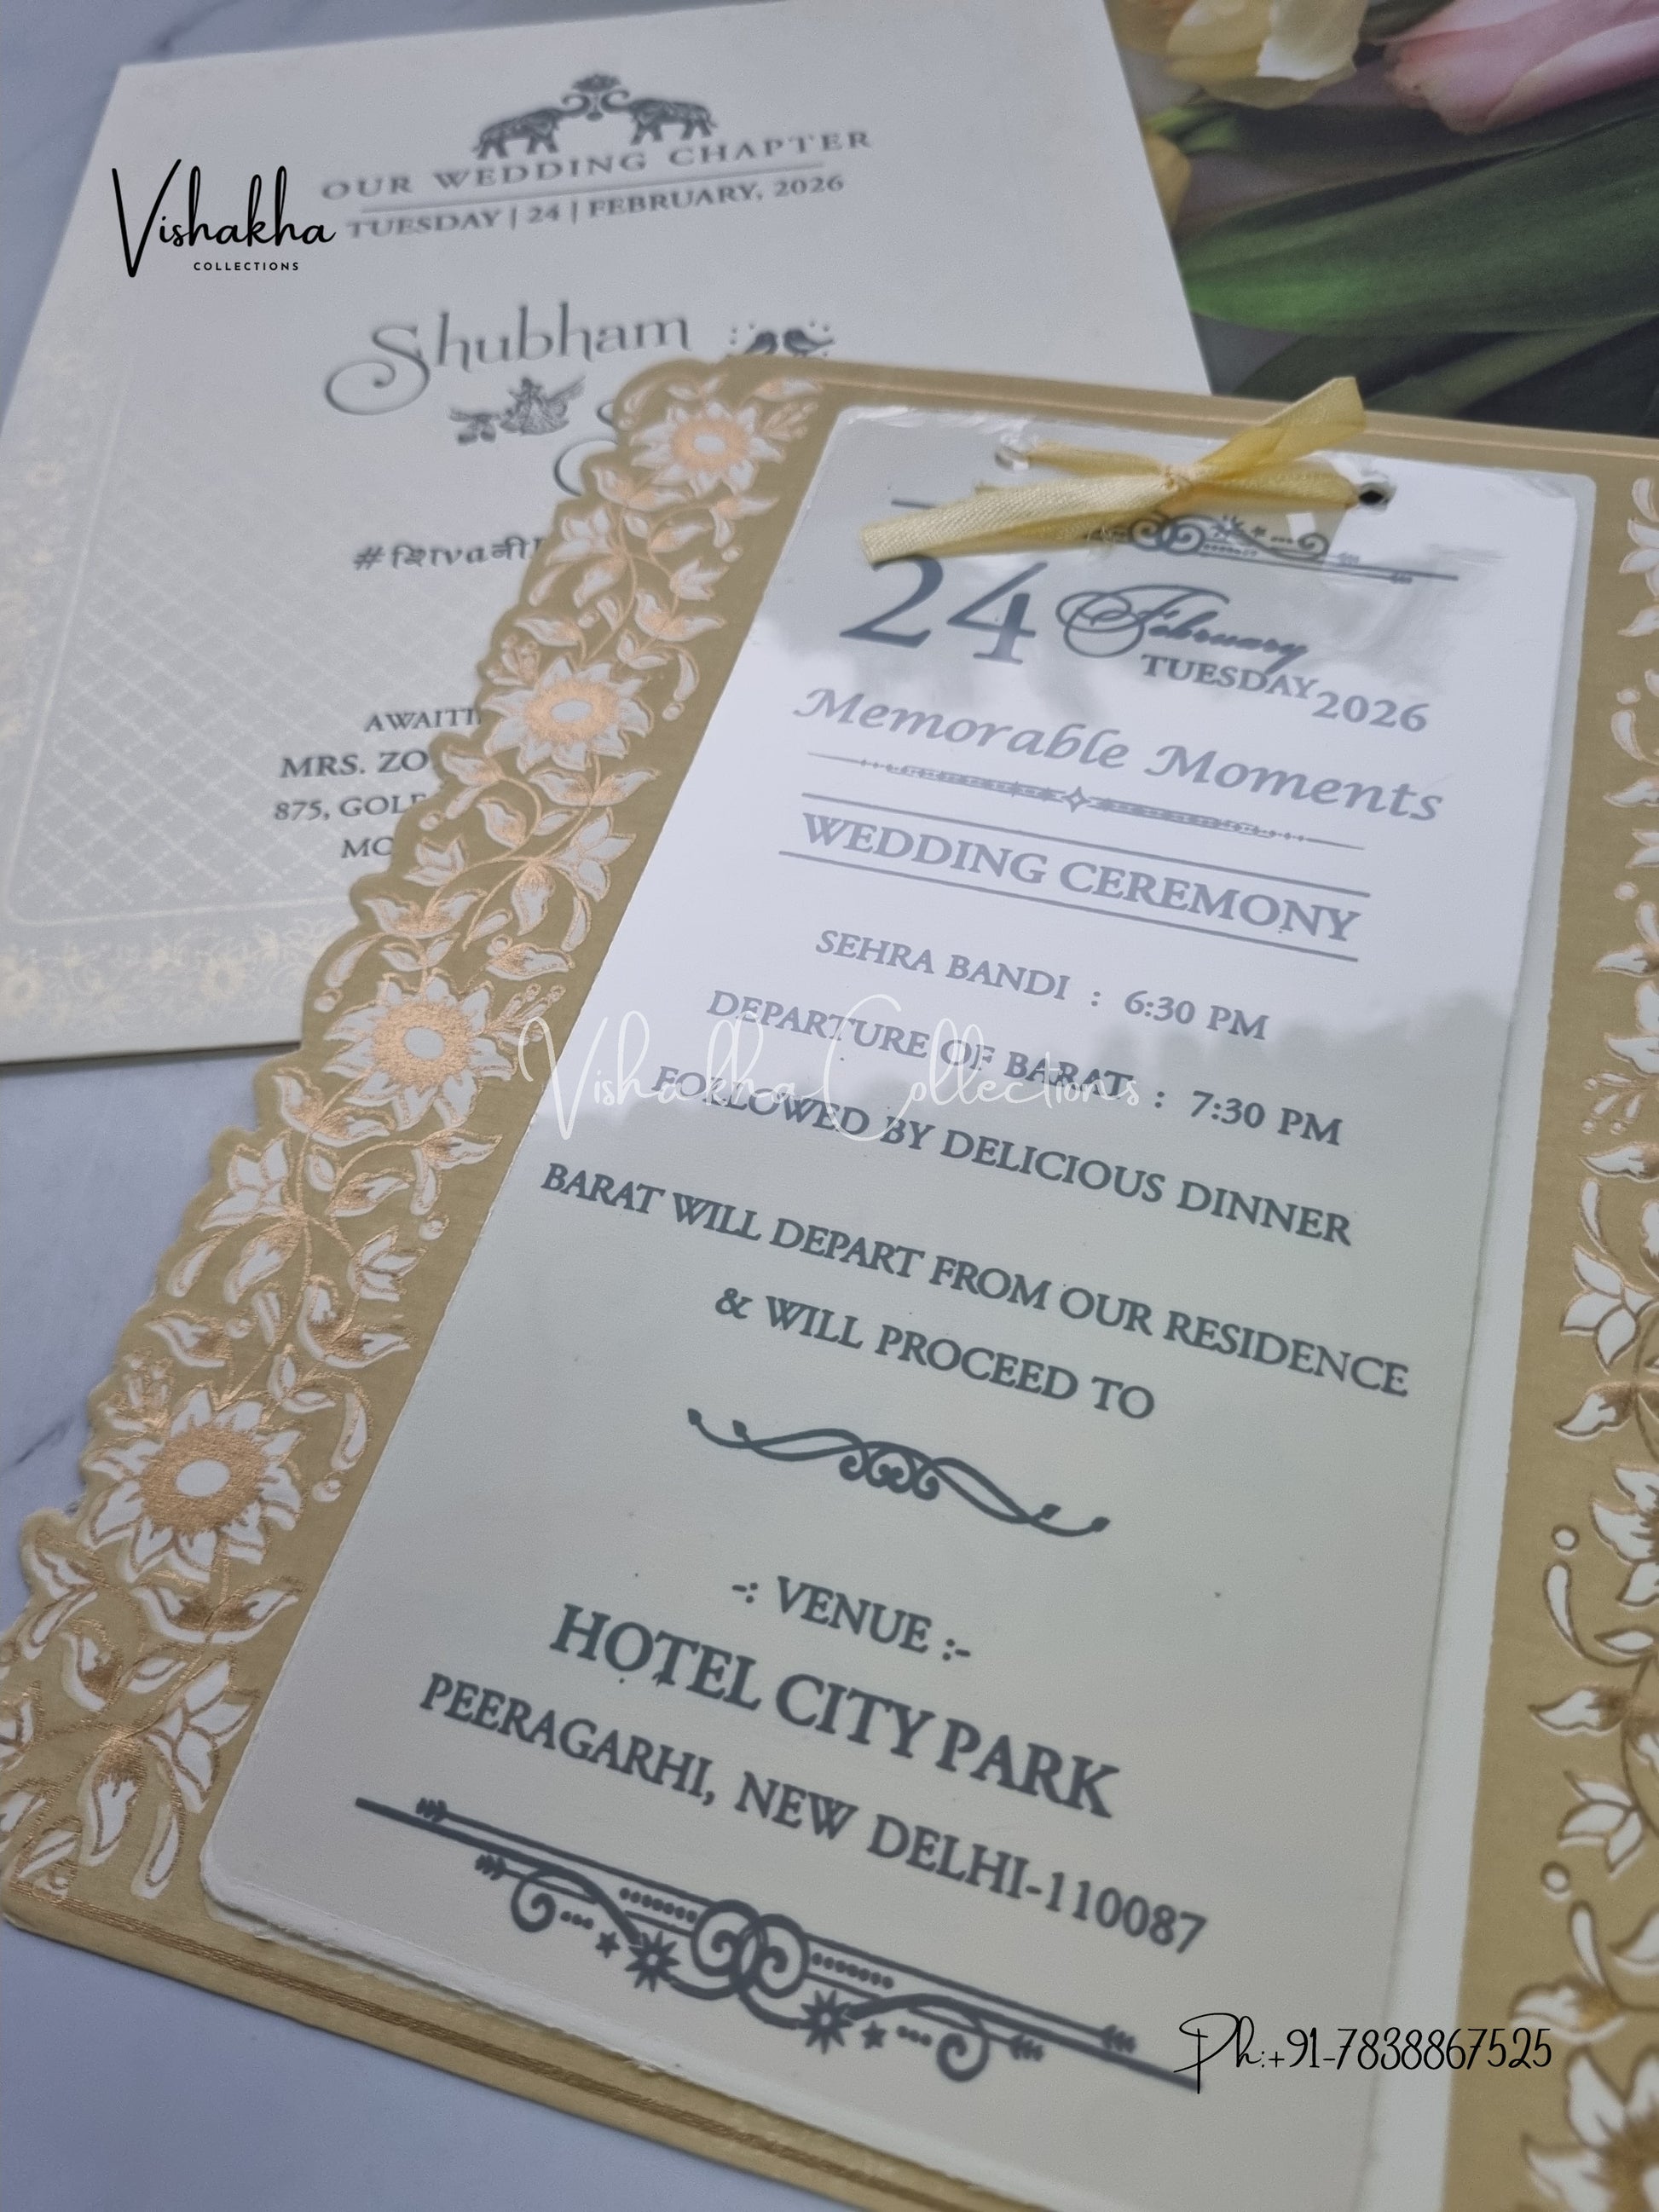 OUR WEDDING CHAPTER
TUESDAY | 24 | FEBRUARY, 2026
Vishakha
COLLECTIONS
Shubham
AWAITI
MRS. ZO
875, GOLF
MO
24 February
TUESDAY 2026
Memorable Moments
WEDDING CEREMONY
SEHRA BANDI : 6:30 PM
DEPARTURE OF BARAT : 7:30 PM
Vishakha Collections
FOLLOWED BY DELICIOUS DINNER
BARAT WILL DEPART FROM OUR RESIDENCE
& WILL PROCEED TO
-: VENUE :-
HOTEL CITY PARK
PEERAGARHI, NEW DELHI-110087
Ph:+91-7838867525